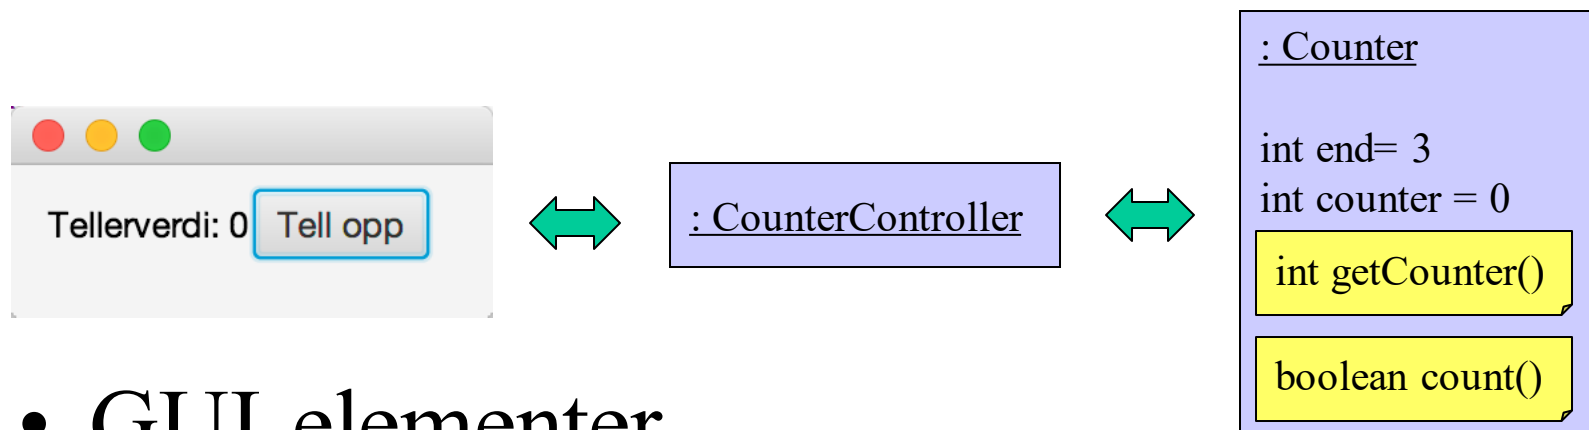 Tellerverdi: 0 Tell opp
: CounterController
: Counter
int end= 3
int counter = 0
int getCounter()
boolean count()
• GUI elementer